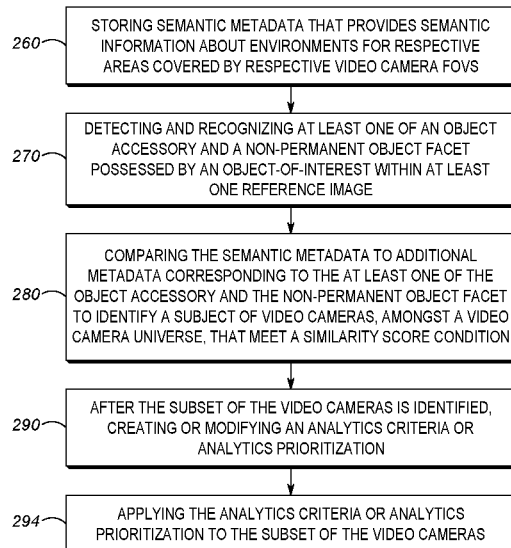 260
STORING SEMANTIC METADATA THAT PROVIDES SEMANTIC
INFORMATION ABOUT ENVIRONMENTS FOR RESPECTIVE
AREAS COVERED BY RESPECTIVE VIDEO CAMERA FOVS
270
DETECTING AND RECOGNIZING AT LEAST ONE OF AN OBJECT
ACCESSORY AND A NON-PERMANENT OBJECT FACET
POSSESSED BY AN OBJECT-OF-INTEREST WITHIN AT LEAST
ONE REFERENCE IMAGE
280
COMPARING THE SEMANTIC METADATA TO ADDITIONAL
METADATA CORRESPONDING TO THE AT LEAST ONE OF THE
OBJECT ACCESSORY AND THE NON-PERMANENT OBJECT FACET
TO IDENTIFY A SUBJECT OF VIDEO CAMERAS, AMONGST A VIDEO
CAMERA UNIVERSE, THAT MEET A SIMILARITY SCORE CONDITION
290
AFTER THE SUBSET OF THE VIDEO CAMERAS IS IDENTIFIED,
CREATING OR MODIFYING AN ANALYTICS CRITERIA OR
ANALYTICS PRIORITIZATION
294
APPLYING THE ANALYTICS CRITERIA OR ANALYTICS
PRIORITIZATION TO THE SUBSET OF THE VIDEO CAMERAS